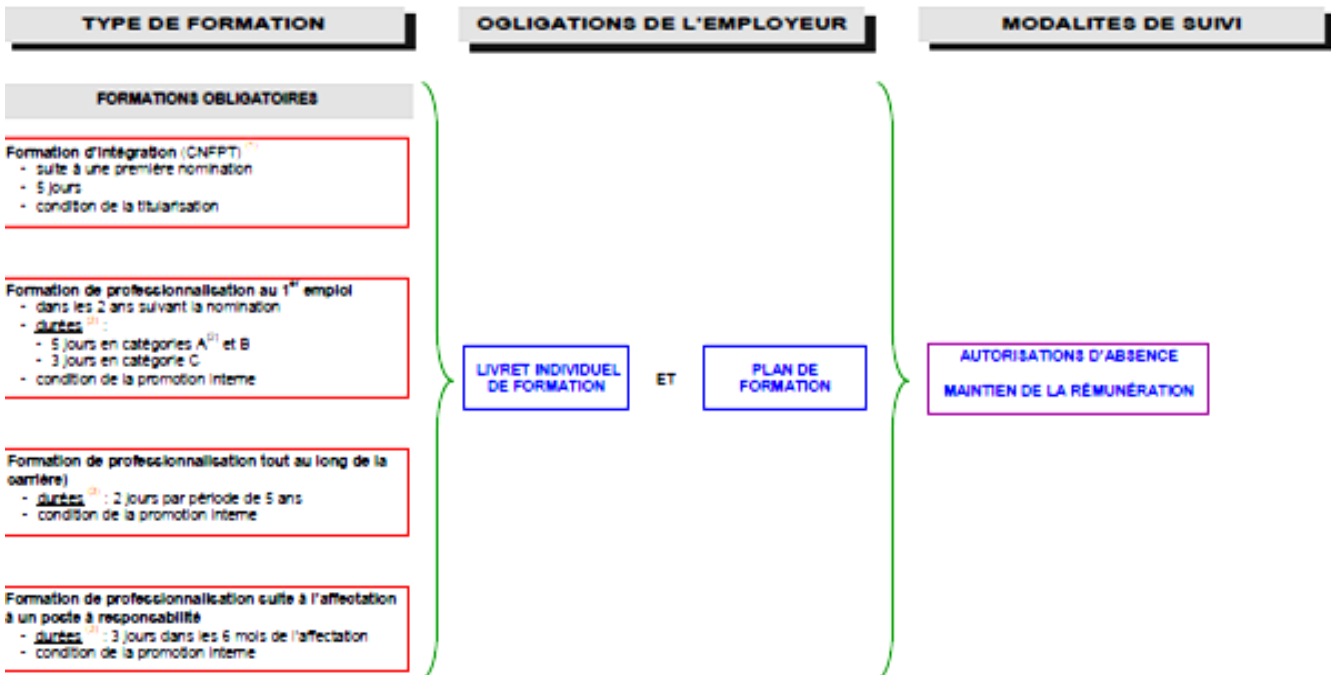 TYPE DE FORMATION
OGLIGATIONS DE L'EMPLOYEUR
MODALITES DE SUIVI
FORMATIONS OBLIGATOIRES
Formation d'intégration (CNFPT)
- suite à une première nomination
- 5 jours
- condition de la titularisation
Formation de professionnalisation au 1er emploi
- dans les 2 ans suivant la nomination
- durées :
- 5 jours en catégories A et B
- 3 jours en catégorie C
- condition de la promotion interne
Formation de professionnalisation tout au long de la
carrière)
- durées : 2 jours par période de 5 ans
- condition de la promotion interne
Formation de professionnalisation suite à l'affectation
à un poste à responsabilité
- durées : 3 jours dans les 6 mois de l'affectation
- condition de la promotion interne
LIVRET INDIVIDUEL
DE FORMATION
ET
PLAN DE
FORMATION
AUTORISATIONS D'ABSENCE
MAINTIEN DE LA RÉMUNÉRATION